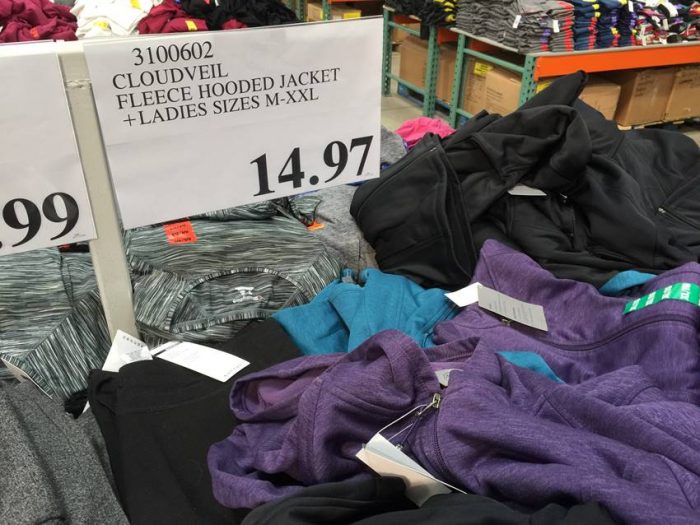 3100602
CLOUDVEIL
FLEECE HOODED JACKET
+LADIES SIZES M-XXL
14.97
.99